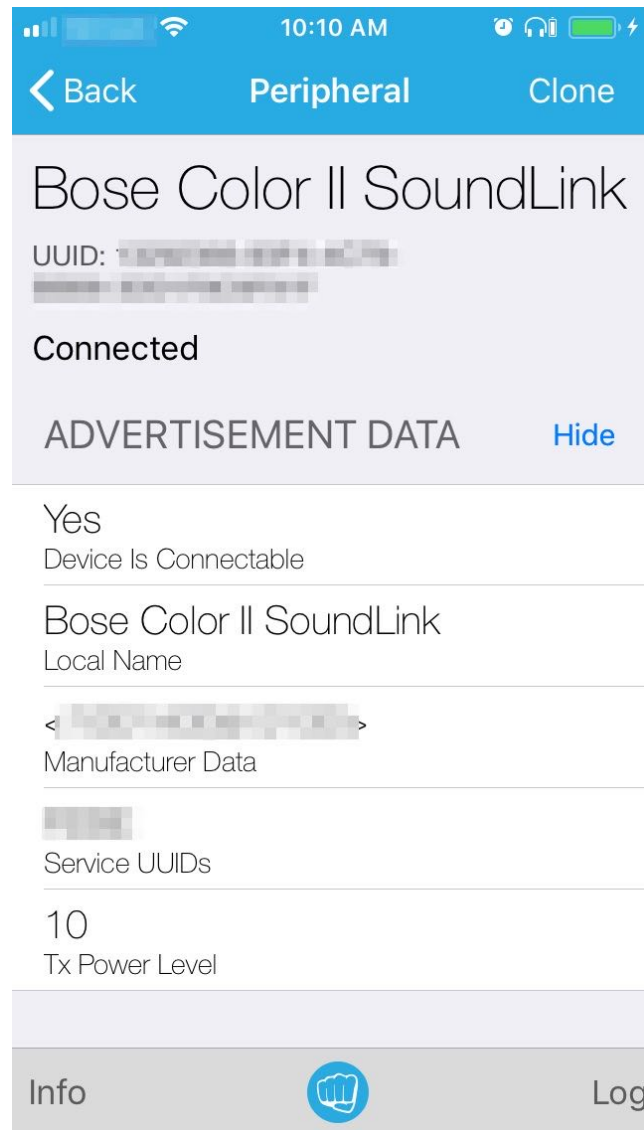 10:10 AM
Back Peripheral Clone
Bose Color II SoundLink
UUID:
Connected
ADVERTISEMENT DATA Hide
Yes
Device Is Connectable
Bose Color II SoundLink
Local Name
< >
Manufacturer Data
Service UUIDs
10
Tx Power Level
Info Log